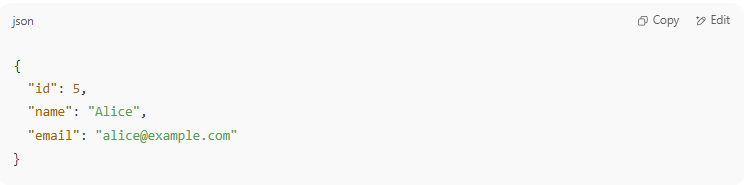 json
Copy Edit
{
  "id": 5,
  "name": "Alice",
  "email": "alice@example.com"
}